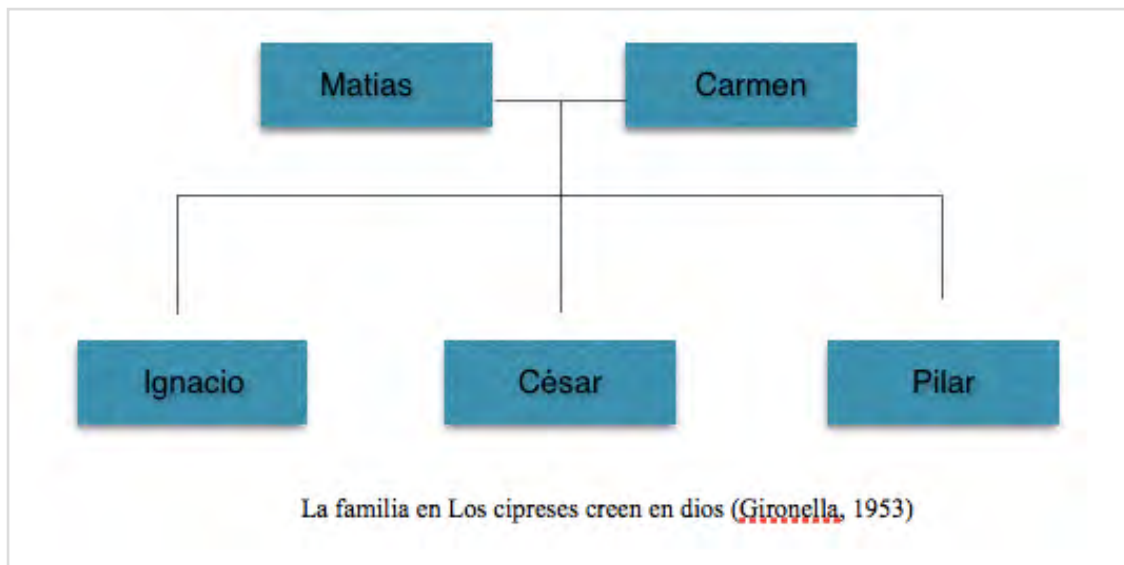 Matias Carmen
Ignacio César Pilar
La familia en Los cipreses creen en dios (Gironella, 1953)